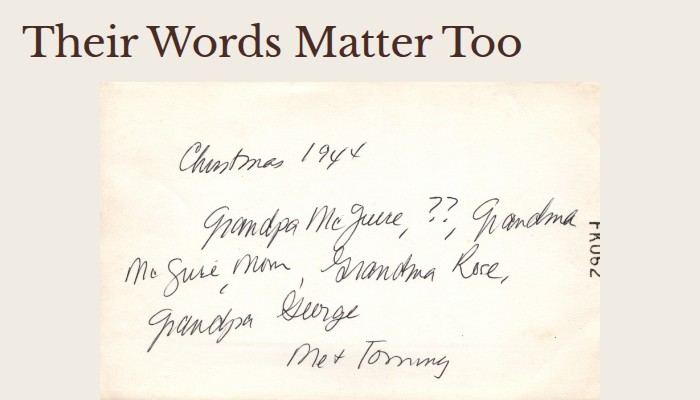 Their Words Matter Too
Christmas 1944
Grandpa McGuire, ??, Grandma
McGuire, Mom, Grandma Rose,
Grandpa George
Me + Tommy